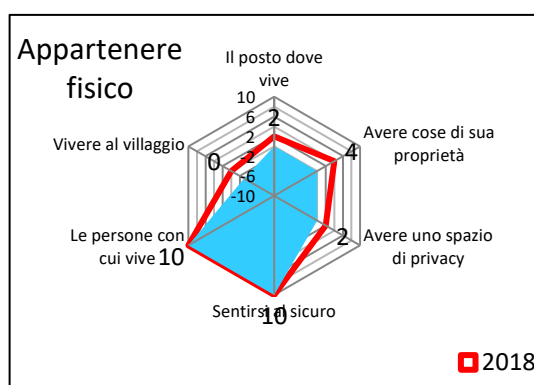 Appartenere
fisico
Il posto dove
vive
10
6
2
-2
-6
-10
2
Avere cose di sua
proprietà
4
Avere uno spazio
di privacy
2
Sentirsi al sicuro
10
Le persone con
cui vive
10
Vivere al villaggio
0
2018